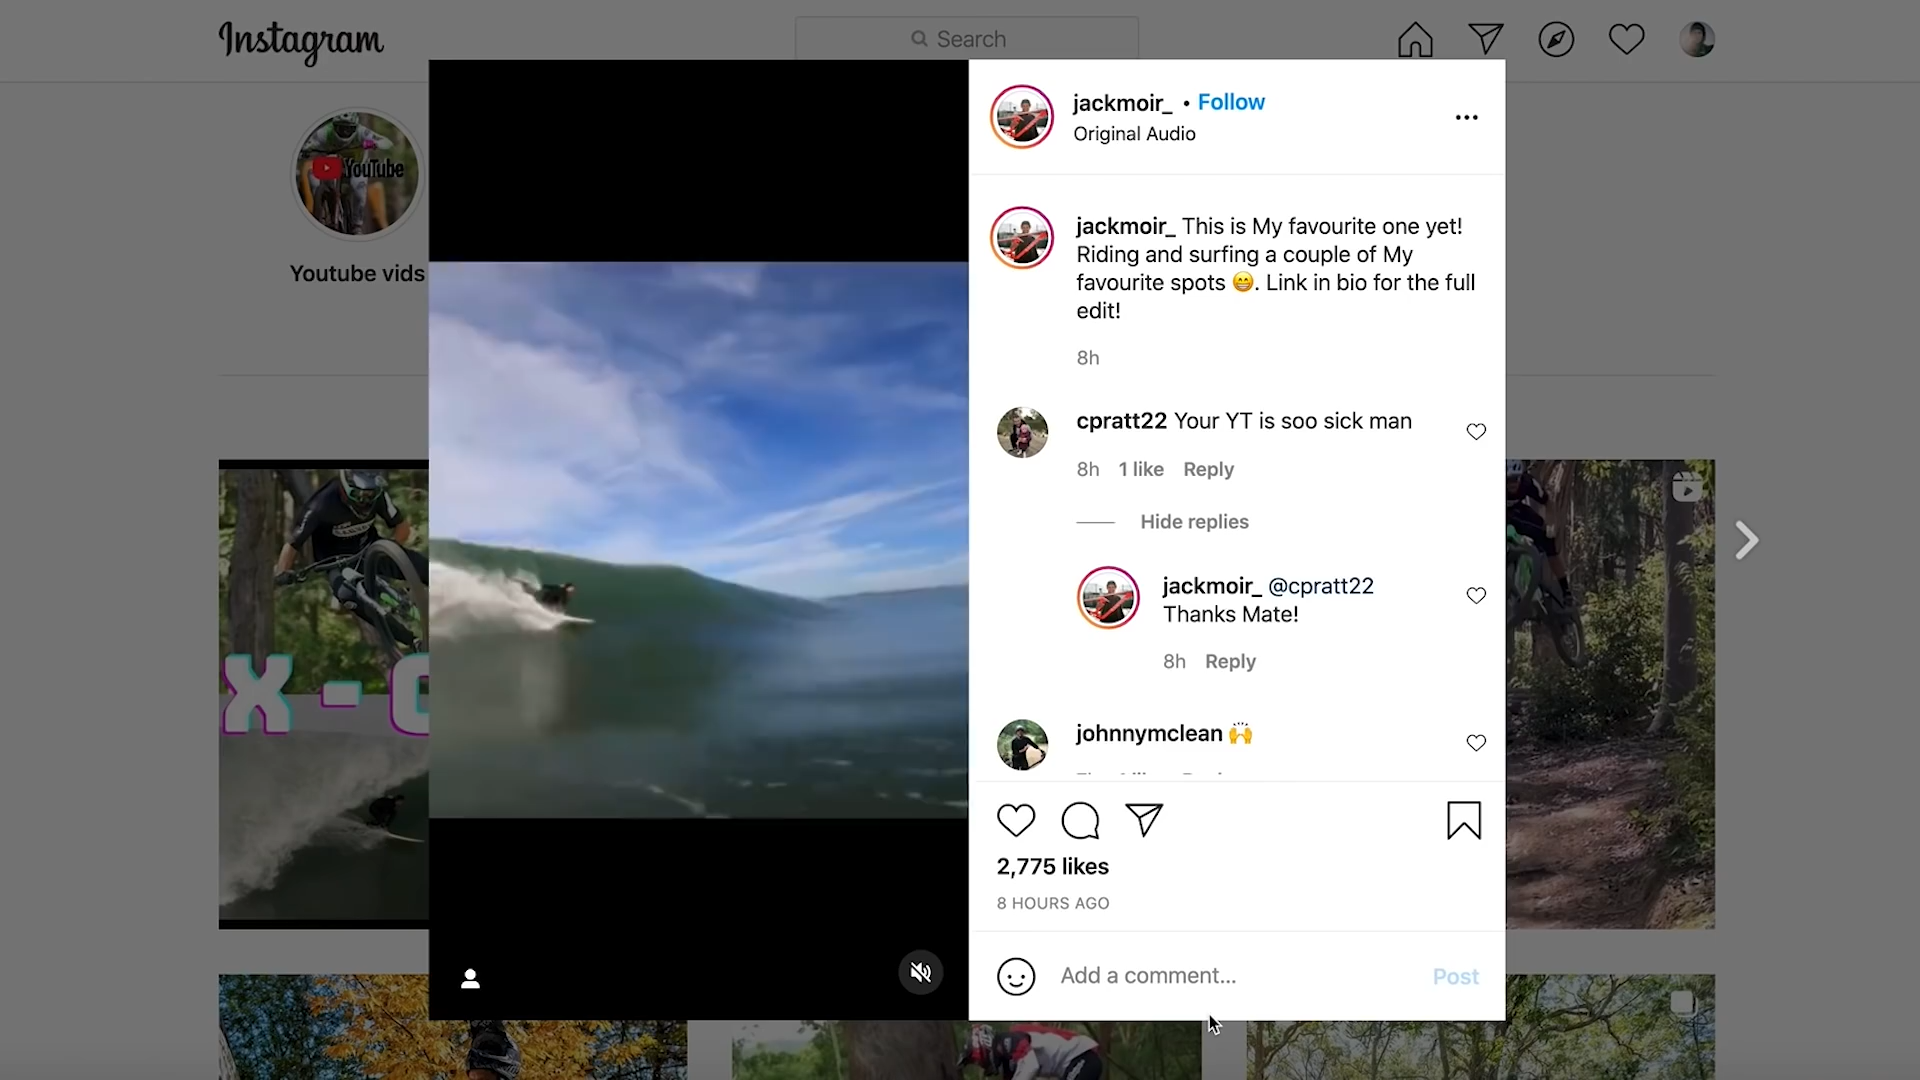 Instagram
Search
YouTube
Youtube vids
X - C
jackmoir_ • Follow
Original Audio
jackmoir_ This is My favourite one yet!
Riding and surfing a couple of My
favourite spots 😁. Link in bio for the full
edit!
8h
cpratt22 Your YT is soo sick man
8h 1 like Reply
Hide replies
jackmoir_ @cpratt22
Thanks Mate!
8h Reply
johnnymclean 🙌
2,775 likes
8 HOURS AGO
Add a comment... Post